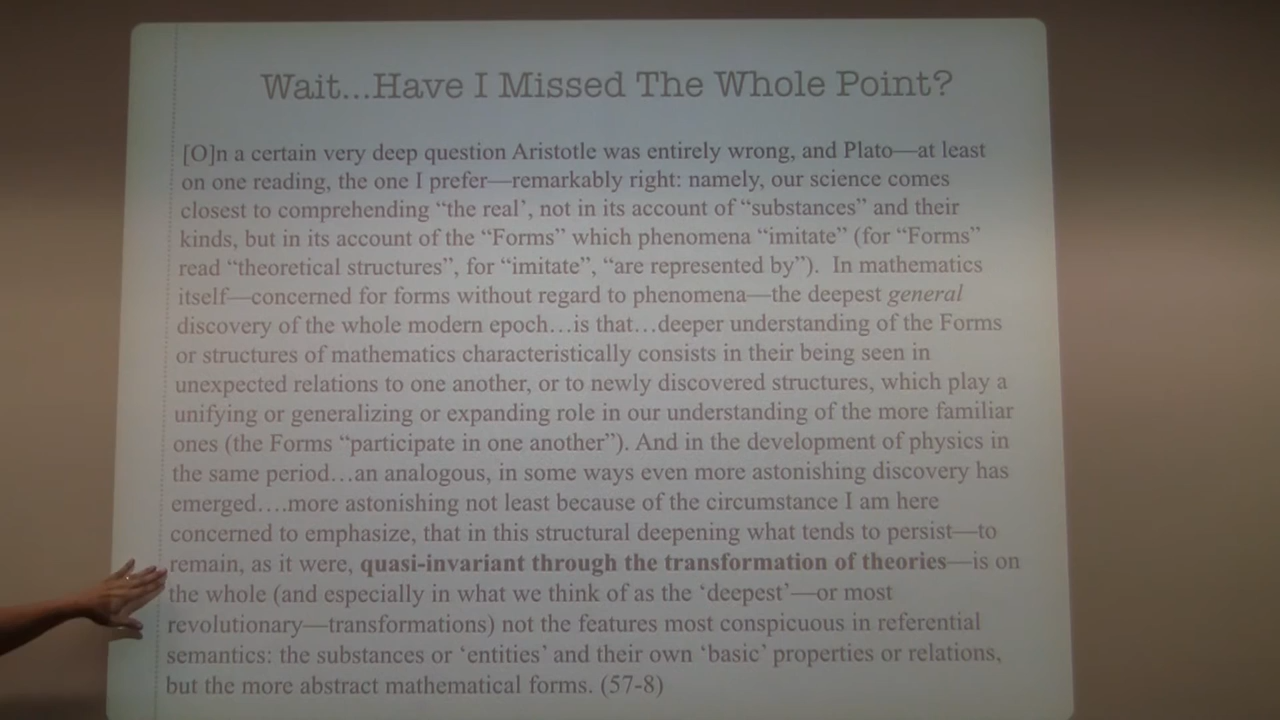 Wait...Have I Missed The Whole Point?
[O]n a certain very deep question Aristotle was entirely wrong, and Plato—at least
on one reading, the one I prefer—remarkably right: namely, our science comes
closest to comprehending “the real’, not in its account of “substances” and their
kinds, but in its account of the “Forms” which phenomena “imitate” (for “Forms”
read “theoretical structures”, for “imitate”, “are represented by”).  In mathematics
itself—concerned for forms without regard to phenomena—the deepest general
discovery of the whole modern epoch…is that…deeper understanding of the Forms
or structures of mathematics characteristically consists in their being seen in
unexpected relations to one another, or to newly discovered structures, which play a
unifying or generalizing or expanding role in our understanding of the more familiar
ones (the Forms “participate in one another”). And in the development of physics in
the same period…an analogous, in some ways even more astonishing discovery has
emerged….more astonishing not least because of the circumstance I am here
concerned to emphasize, that in this structural deepening what tends to persist—to
remain, as it were, quasi-invariant through the transformation of theories—is on
the whole (and especially in what we think of as the ‘deepest’—or most
revolutionary—transformations) not the features most conspicuous in referential
semantics: the substances or ‘entities’ and their own ‘basic’ properties or relations,
but the more abstract mathematical forms. (57-8)